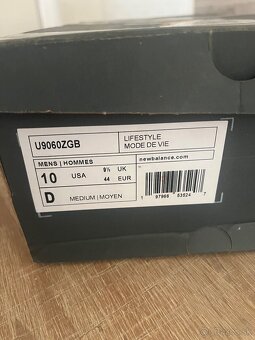 U9060ZGB
LIFESTYLE
MODE DE VIE
MENS | HOMMES
9½ UK
newbalance.com
10 USA
44 EUR
D MEDIUM | MOYEN